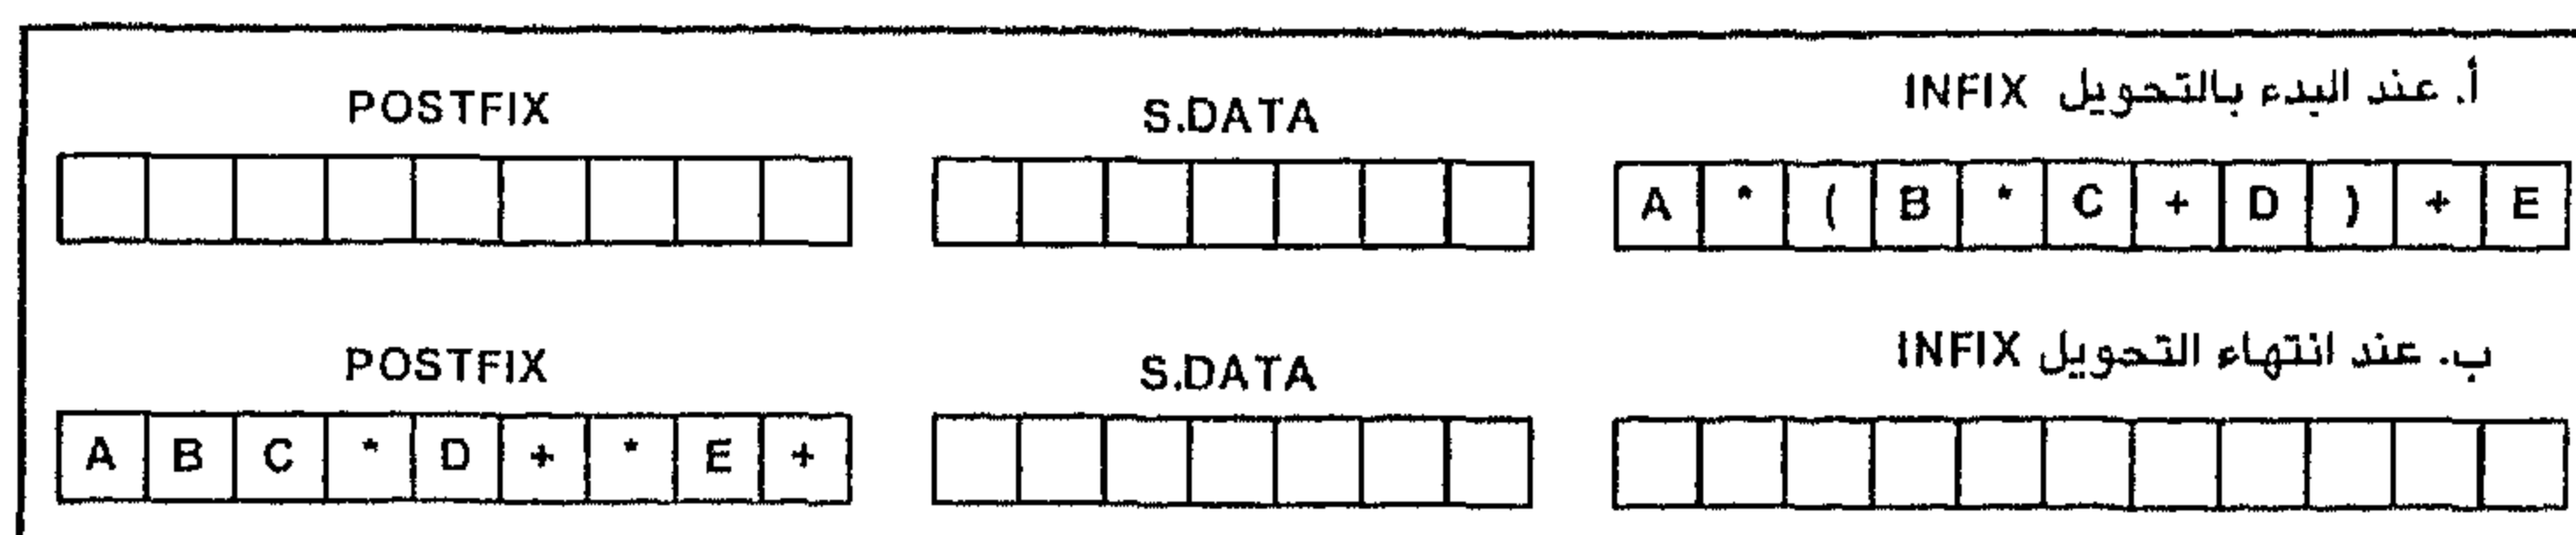 أ. عند البدء بالتحويل INFIX
S.DATA
POSTFIX
A * ( B * C + D ) + E
ب. عند انتهاء التحويل INFIX
S.DATA
POSTFIX
A B C * D + * E +